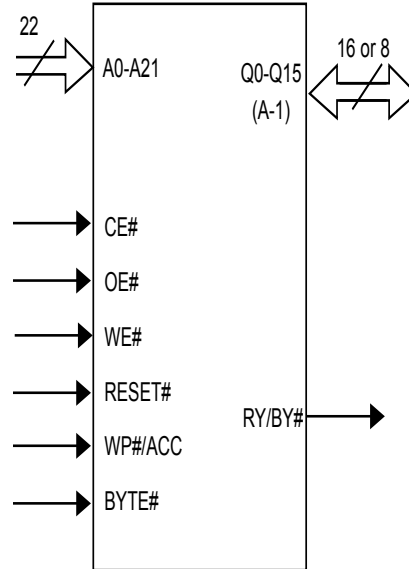 22
16 or 8
A0-A21
Q0-Q15
(A-1)
CE#
OE#
WE#
RESET#
RY/BY#
WP#/ACC
BYTE#